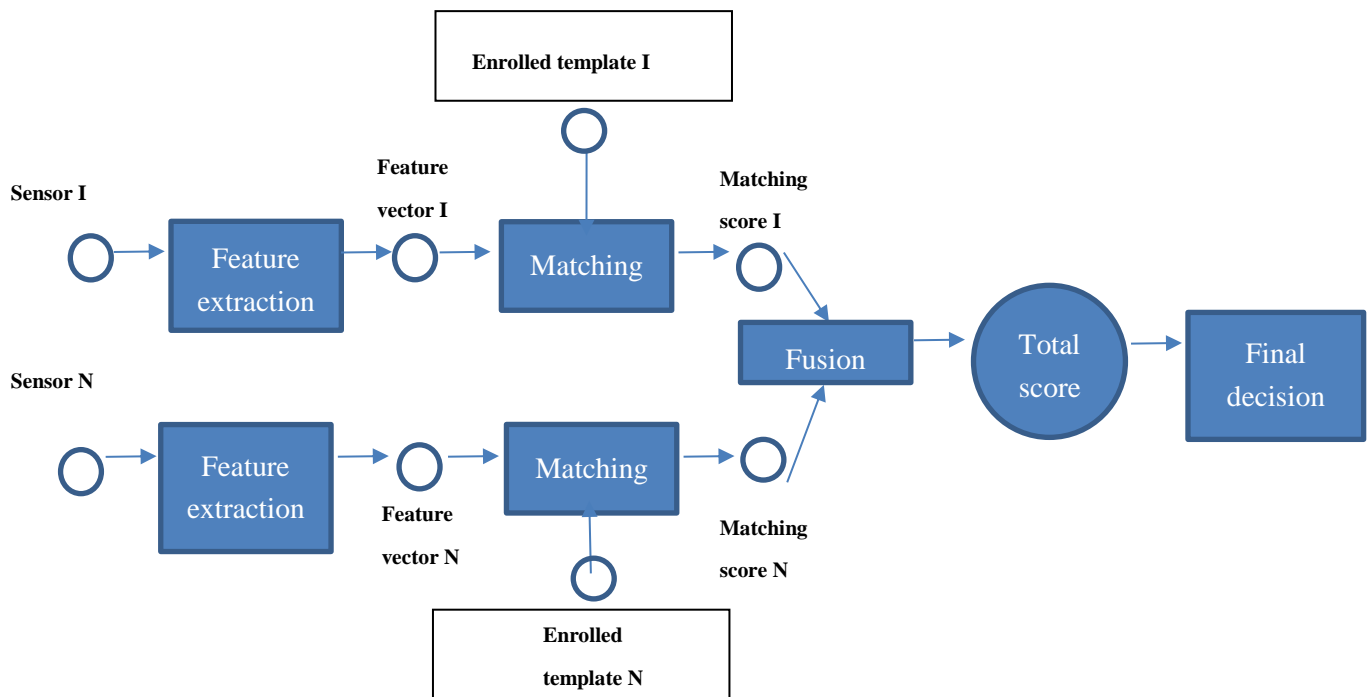 Enrolled template I
Sensor I
Feature
vector I
Matching
score I
Feature
extraction
Matching
Fusion
Total
score
Final
decision
Sensor N
Feature
extraction
Matching
Feature
vector N
Matching
score N
Enrolled
template N